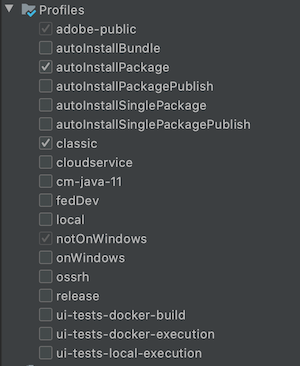 Profiles
adobe-public
autoInstallBundle
autoInstallPackage
autoInstallPackagePublish
autoInstallSinglePackage
autoInstallSinglePackagePublish
classic
cloudservice
cm-java-11
fedDev
local
notOnWindows
onWindows
ossrh
release
ui-tests-docker-build
ui-tests-docker-execution
ui-tests-local-execution